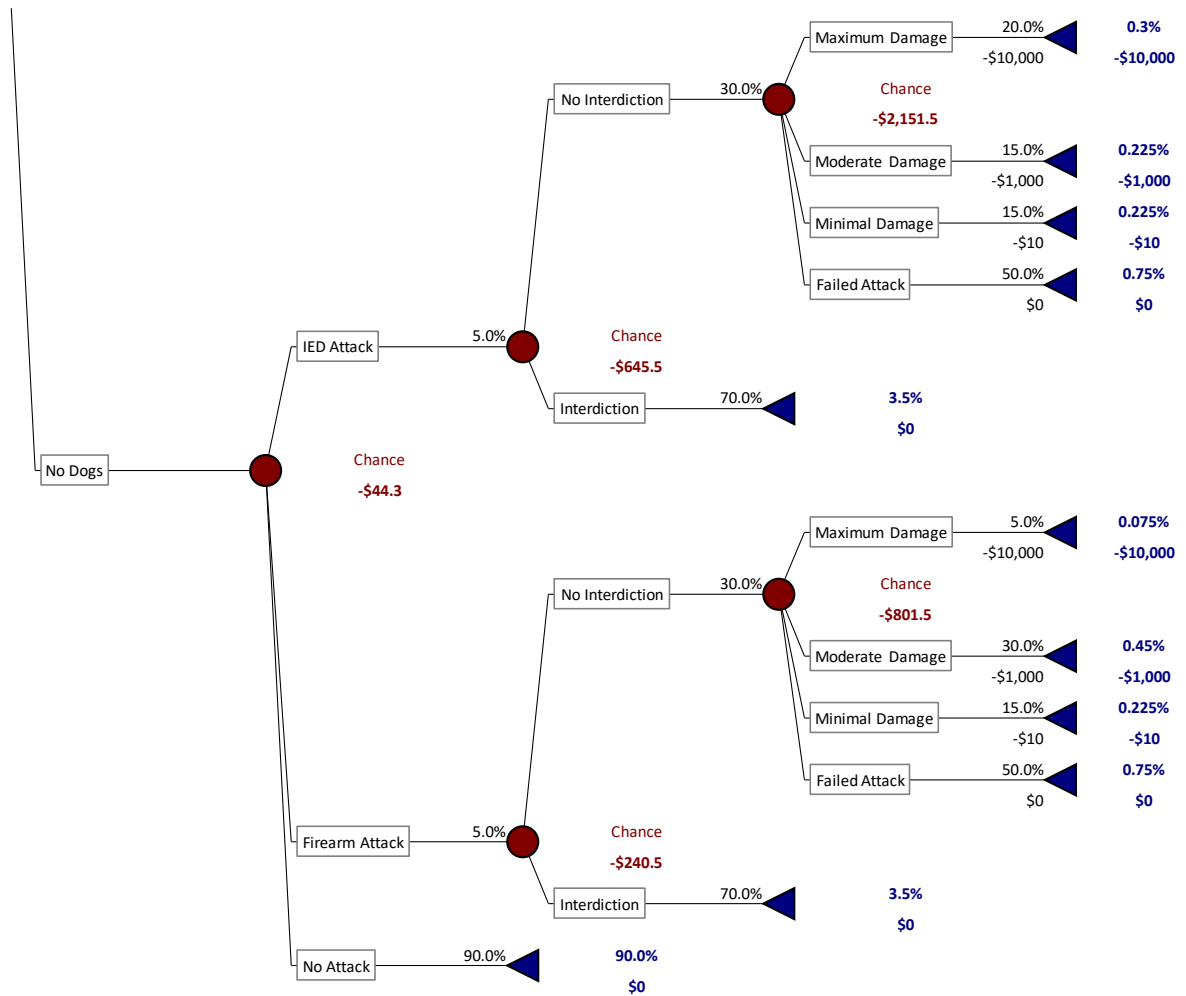 Maximum Damage 20.0% 0.3%
-$10,000 -$10,000
No Interdiction 30.0% Chance
-$2,151.5
Moderate Damage 15.0% 0.225%
-$1,000 -$1,000
Minimal Damage 15.0% 0.225%
-$10 -$10
Failed Attack 50.0% 0.75%
$0 $0
IED Attack 5.0% Chance
-$645.5
Interdiction 70.0% 3.5%
$0
No Dogs Chance
-$44.3
Maximum Damage 5.0% 0.075%
-$10,000 -$10,000
No Interdiction 30.0% Chance
-$801.5
Moderate Damage 30.0% 0.45%
-$1,000 -$1,000
Minimal Damage 15.0% 0.225%
-$10 -$10
Failed Attack 50.0% 0.75%
$0 $0
Firearm Attack 5.0% Chance
-$240.5
Interdiction 70.0% 3.5%
$0
No Attack 90.0% 90.0%
$0